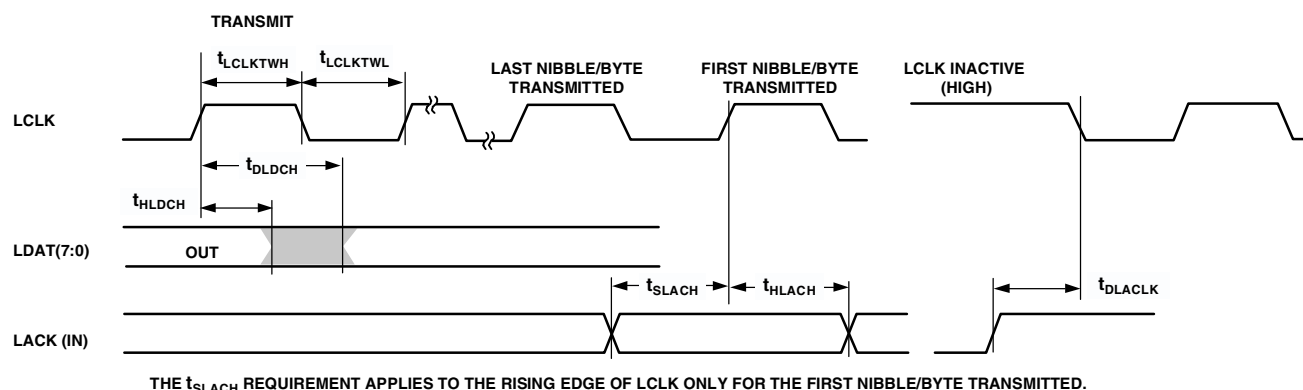 TRANSMIT
tLCLKTWH
tLCLKTWL
LAST NIBBLE/BYTE
TRANSMITTED
FIRST NIBBLE/BYTE
TRANSMITTED
LCLK INACTIVE
(HIGH)
LCLK
tDLDCH
tHLDCH
LDAT(7:0)
OUT
tSLACH
tHLACH
tDLACLK
LACK (IN)
THE tSLACH REQUIREMENT APPLIES TO THE RISING EDGE OF LCLK ONLY FOR THE FIRST NIBBLE/BYTE TRANSMITTED.